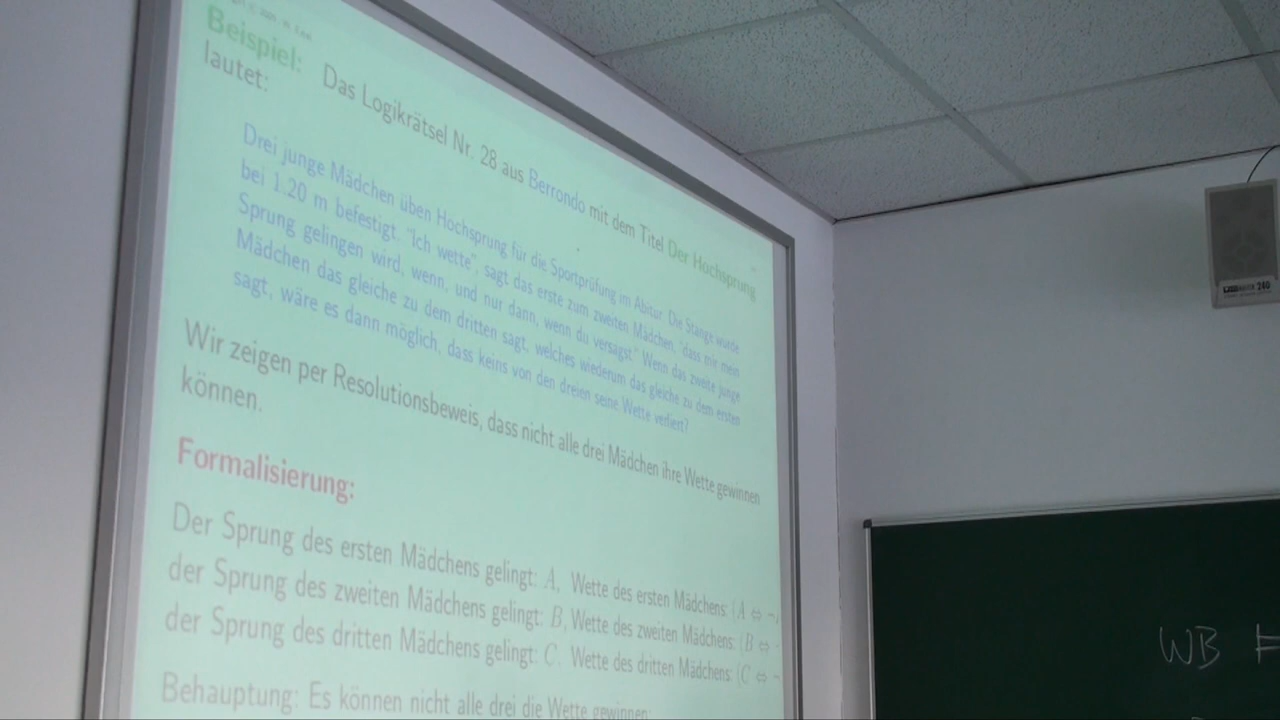 Beispiel: Das Logikrätsel Nr. 28 aus Berrondo mit dem Titel Der Hochsprung
lautet:
Drei junge Mädchen üben Hochsprung für die Sportprüfung im Abitur. Die Stange wurde
bei 1.20 m befestigt. "Ich wette", sagt das erste zum zweiten Mädchen, "dass mir mein
Sprung gelingen wird, wenn, und nur dann, wenn du versagst." Wenn das zweite junge
Mädchen das gleiche zu dem dritten sagt, welches wiederum das gleiche zu dem ersten
sagt, wäre es dann möglich, dass keins von den dreien seine Wette verliert?
Wir zeigen per Resolutionsbeweis, dass nicht alle drei Mädchen ihre Wette gewinnen
können.
Formalisierung:
Der Sprung des ersten Mädchens gelingt: A, Wette des ersten Mädchens: (A ⇔ ¬
der Sprung des zweiten Mädchens gelingt: B, Wette des zweiten Mädchens: (B ⇔ ¬
der Sprung des dritten Mädchens gelingt: C. Wette des dritten Mädchens: (C ⇔ ¬
Behauptung: Es können nicht alle drei die Wette gewinnen:
240
WB ⊨